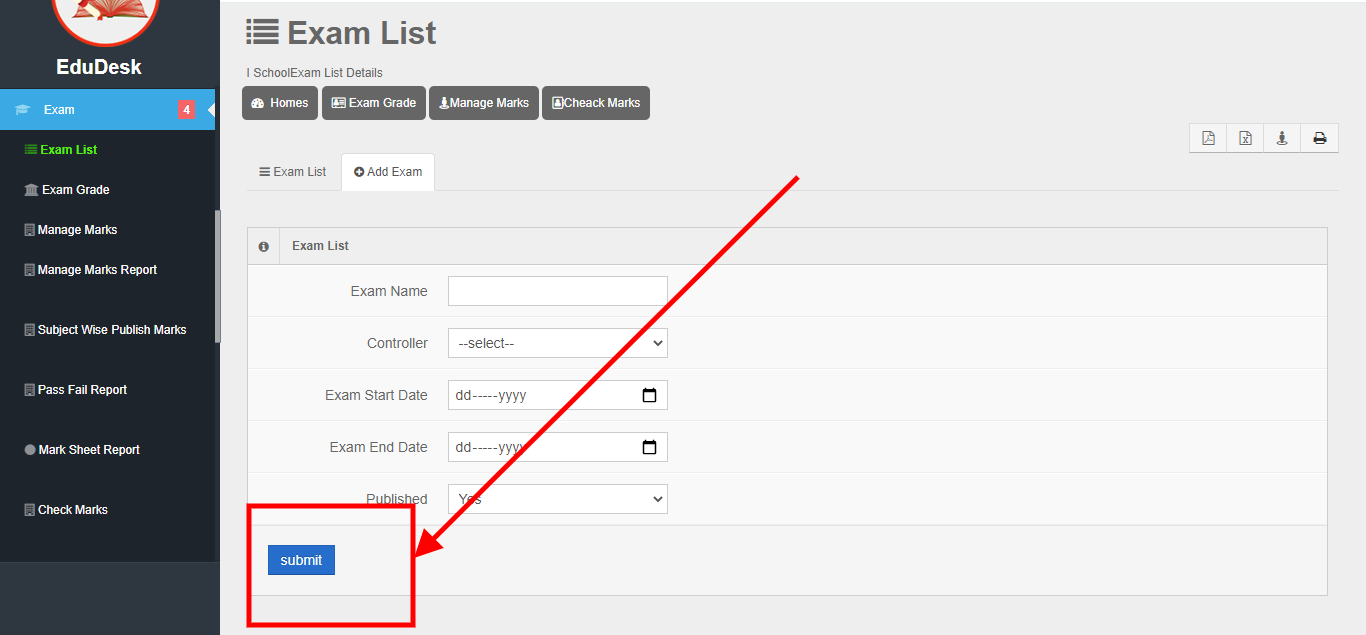 EduDesk
Exam 4
Exam List
Exam Grade
Manage Marks
Manage Marks Report
Subject Wise Publish Marks
Pass Fail Report
Mark Sheet Report
Check Marks
Exam List
I SchoolExam List Details
Homes Exam Grade Manage Marks Cheack Marks
Exam List Add Exam
Exam List
Exam Name
Controller --select--
Exam Start Date dd-----yyyy
Exam End Date dd-----yyyy
Published Yes
submit